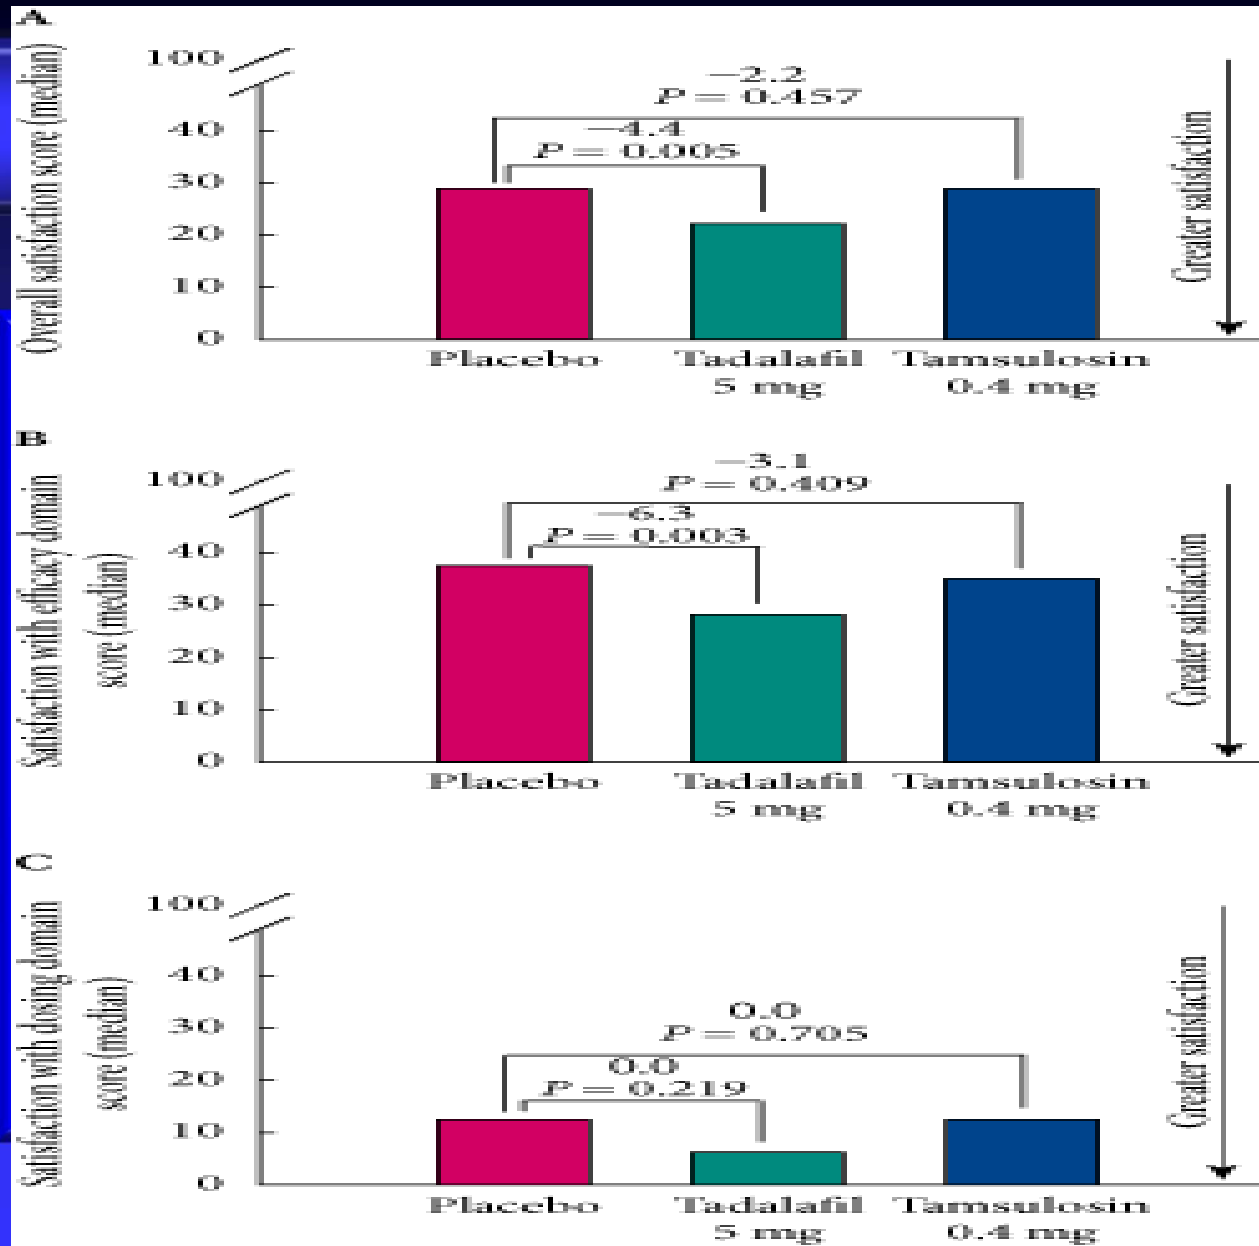 A
Overall satisfaction score (median)
100
40
30
20
10
0
−2.2
P = 0.457
−4.4
P = 0.005
Greater satisfaction
Placebo
Tadalafil
5 mg
Tamsulosin
0.4 mg
B
Satisfaction with efficacy domain
score (median)
100
40
30
20
10
0
−3.1
P = 0.409
−6.3
P = 0.003
Greater satisfaction
Placebo
Tadalafil
5 mg
Tamsulosin
0.4 mg
C
Satisfaction with dosing domain
score (median)
100
40
30
20
10
0
0.0
P = 0.705
0.0
P = 0.219
Greater satisfaction
Placebo
Tadalafil
5 mg
Tamsulosin
0.4 mg